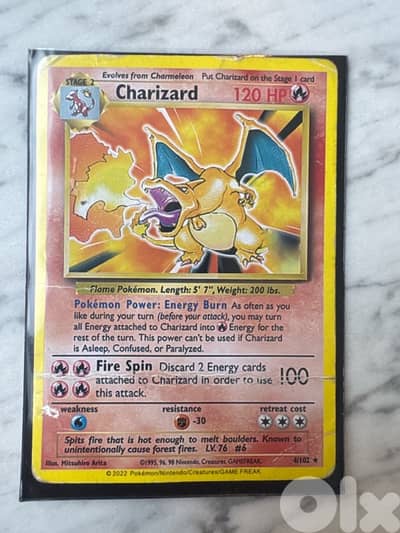 Evolves from Charmeleon Put Charizard on the Stage 1 card
STAGE 2
Charizard 120 HP
Flame Pokémon. Length: 5' 7", Weight: 200 lbs.
Pokémon Power: Energy Burn As often as you
like during your turn (before your attack), you may turn
all Energy attached to Charizard into Energy for the
rest of the turn. This power can't be used if Charizard
is Asleep, Confused, or Paralyzed.
Fire Spin Discard 2 Energy cards
attached to Charizard in order to use 100
this attack.
weakness resistance retreat cost
-30
Spits fire that is hot enough to melt boulders. Known to
unintentionally cause forest fires. LV. 76 #6
Illus. Mitsuhiro Arita ©1995, 96, 98 Nintendo, Creatures, GAMEFREAK. 4/102 ★
©2022 Pokémon/Nintendo/Creatures/GAME FREAK
olx